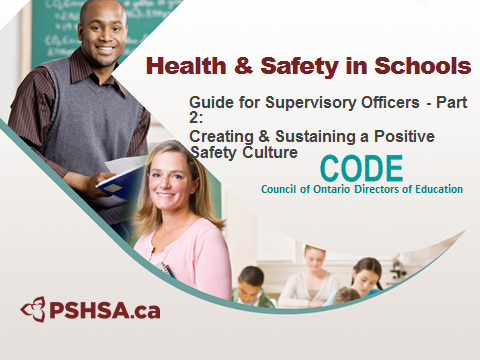 Health & Safety in Schools
Guide for Supervisory Officers - Part
2:
Creating & Sustaining a Positive
Safety Culture
CODE
Council of Ontario Directors of Education
PSHSA.ca